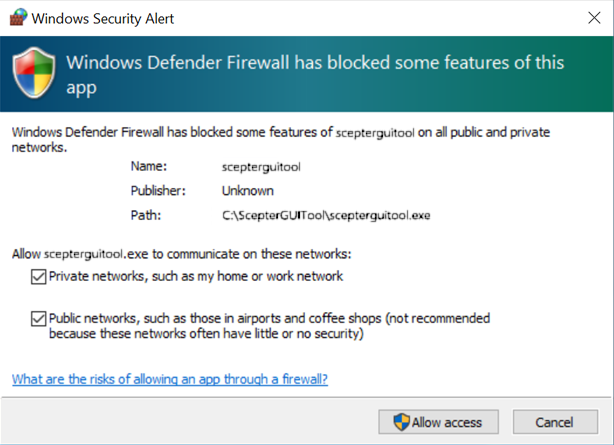 Windows Security Alert
Windows Defender Firewall has blocked some features of this
app
Windows Defender Firewall has blocked some features of scepterguitool on all public and private
networks.
Name: scepterguitool
Publisher: Unknown
Path: C:\ScepterGUITool\scepterguitool.exe
Allow scepterguitool.exe to communicate on these networks:
Private networks, such as my home or work network
Public networks, such as those in airports and coffee shops (not recommended
because these networks often have little or no security)
What are the risks of allowing an app through a firewall?
Allow access Cancel